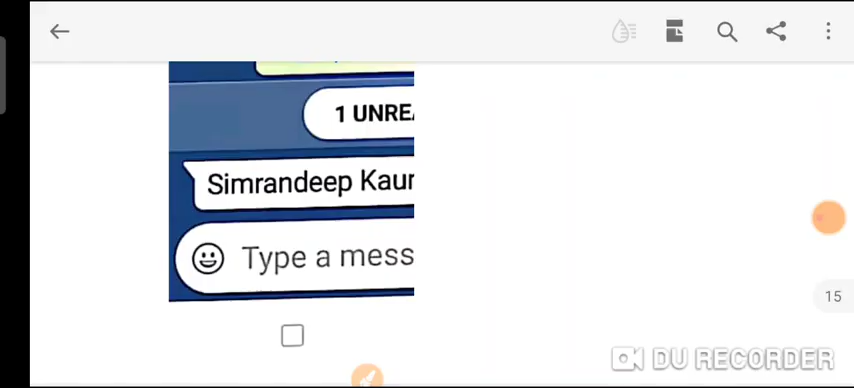 1 UNREA
Simrandeep Kaur
Type a mess
15
DU RECORDER